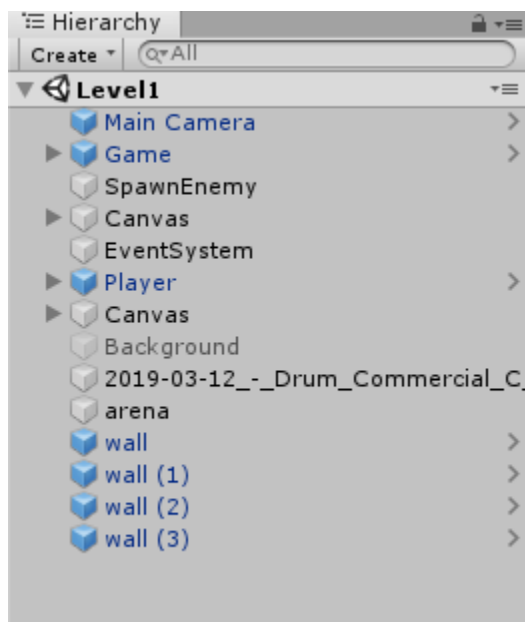 Hierarchy
Create All
Level1
Main Camera
Game
SpawnEnemy
Canvas
EventSystem
Player
Canvas
Background
2019-03-12_-_Drum_Commercial_C_
arena
wall
wall (1)
wall (2)
wall (3)